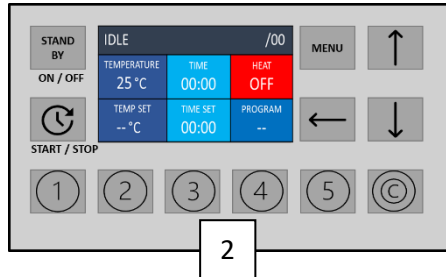 STAND
BY
ON / OFF
IDLE /00
TEMPERATURE TIME HEAT
25 °C 00:00 OFF
TEMP SET TIME SET PROGRAM
-- °C 00:00 --
MENU
START / STOP
1 2 3 4 5 ©
2